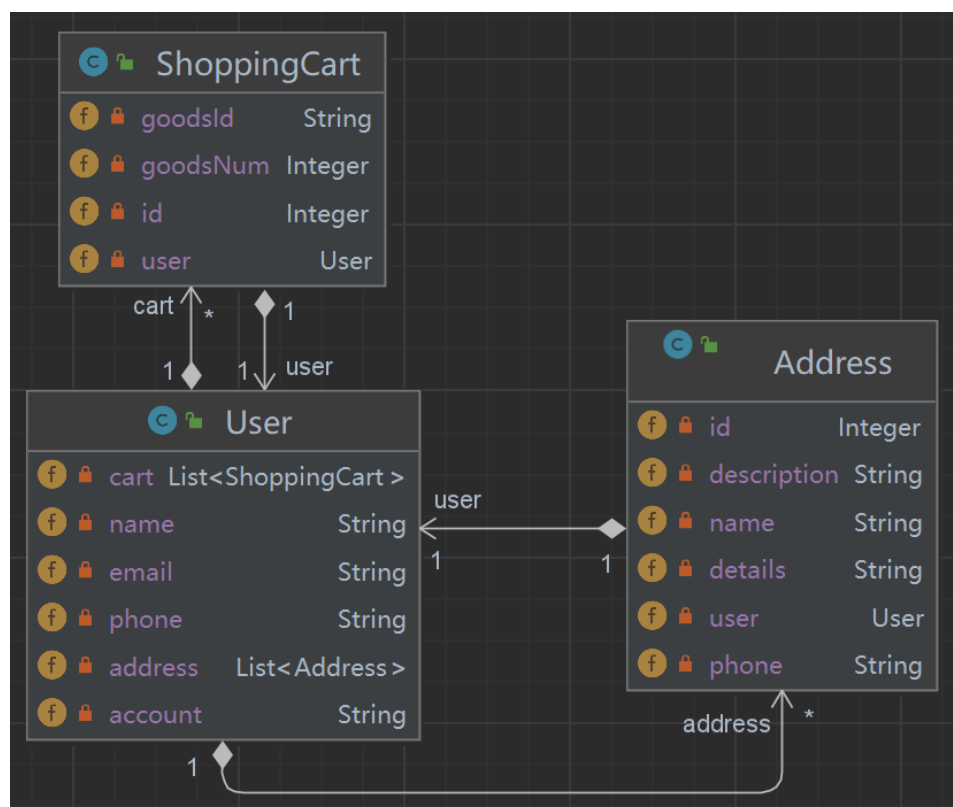 ShoppingCart
goodsId String
goodsNum Integer
id Integer
user User
cart * 1
1 1 user
User
cart List<ShoppingCart>
name String
email String
phone String
address List<Address>
account String
1
user
1 1
Address
id Integer
description String
name String
details String
user User
phone String
address *